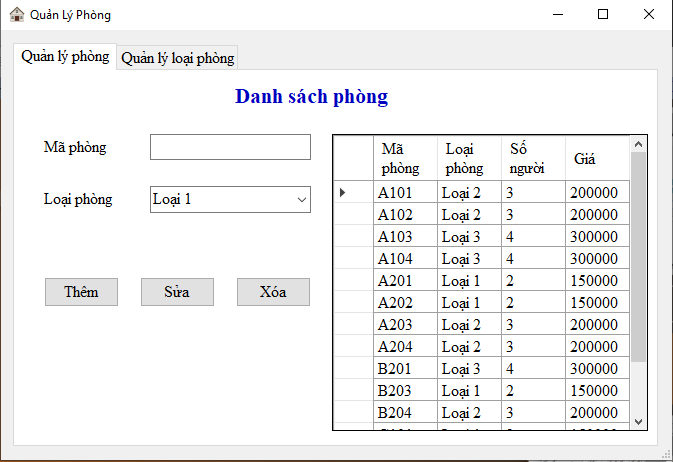 Quản Lý Phòng
Quản lý phòng Quản lý loại phòng
Danh sách phòng
Mã phòng
Loại phòng Loại 1
Thêm Sửa Xóa
Mã phòng Loại phòng Số người Giá
A101 Loại 2 3 200000
A102 Loại 2 3 200000
A103 Loại 3 4 300000
A104 Loại 3 4 300000
A201 Loại 1 2 150000
A202 Loại 1 2 150000
A203 Loại 2 3 200000
A204 Loại 2 3 200000
B201 Loại 3 4 300000
B203 Loại 1 2 150000
B204 Loại 2 3 200000